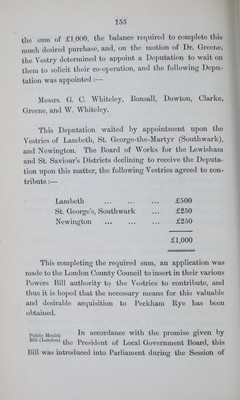 155
the sum of £1,000, the balance required to complete this
much desired purchase, and, on the motion of Dr. Greene,
the Vestry determined to appoint a Deputation to wait on
them to solicit their co-operation, and the following Depu-
tation was appointed :—
Messrs. G. C. Whiteley, Bonsall, Dowton, Clarke,
Greene, and W. Whiteley.
This Deputation waited by appointment upon the
Vestries of Lambeth, St. George-the-Martyr (Southwark),
and Newington. The Board of Works for the Lewisham
and St. Saviour's Districts declining to receive the Deputa-
tion upon this matter, the following Vestries agreed to con-
tribute :—
Lambeth ... ... ... £500
St. George's, Southwark ... £250
Newington ... ... ... £250
£1,000
This completing the required sum, an application was
made to the London County Council to insert in their various
Powers Bill authority to the Vestries to contribute, and
thus it is hoped that the necessary means for this valuable
and desirable acquisition to Peckham Rye has been
obtained.
Public Health Bill (London) In accordance with the promise given by
the President of Local Government Board, this
Bill was introduced into Parliament during the Session of